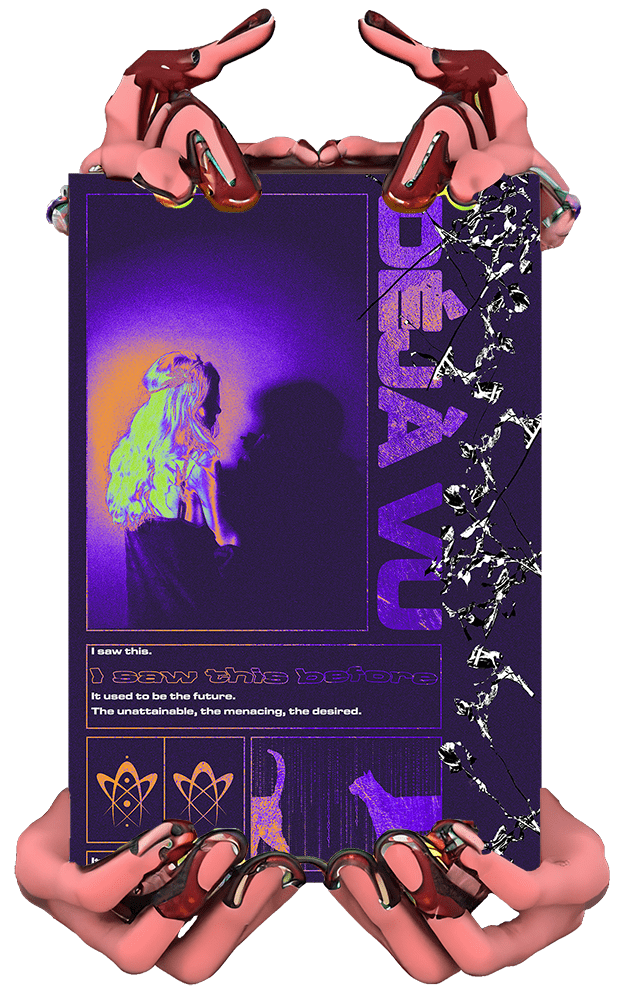 DÉJÀ VU
I saw this.
I saw this before
It used to be the future.
The unattainable, the menacing, the desired.